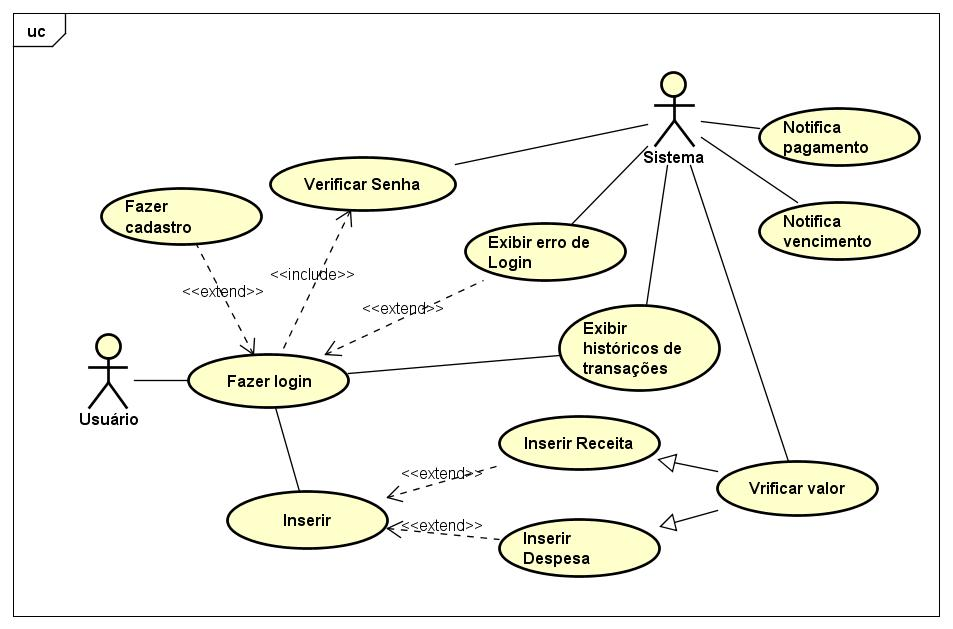 uc
Sistema
Notifica
pagamento
Verificar Senha
Fazer
cadastro
Exibir erro de
Login
Notifica
vencimento
<<include>>
<<extend>>
<<extend>>
Exibir
históricos de
transações
Usuário
Fazer login
Inserir Receita
<<extend>>
Vrificar valor
Inserir
<<extend>>
Inserir
Despesa